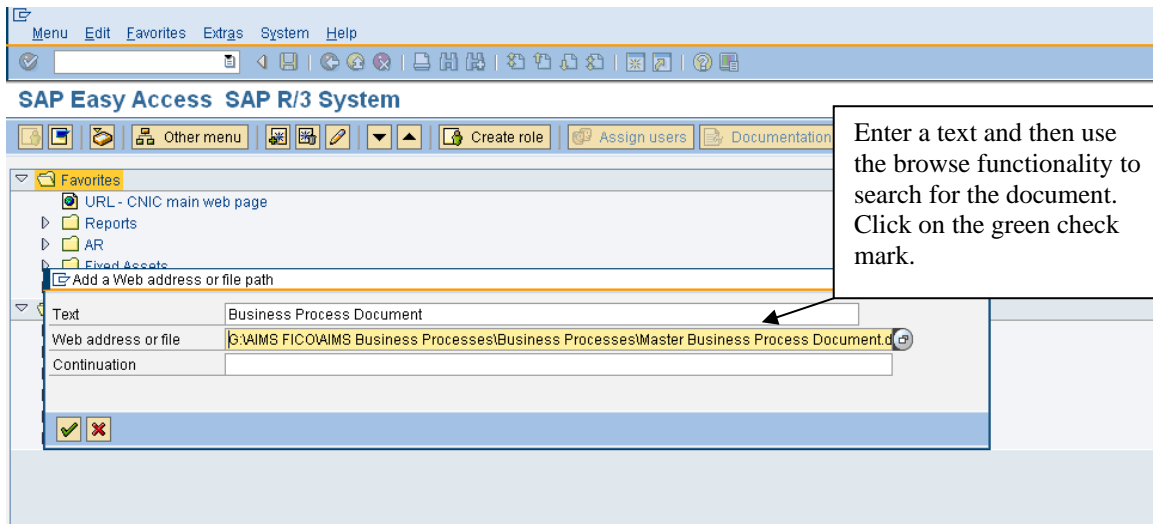 Menu Edit Favorites Extras System Help
SAP Easy Access SAP R/3 System
Other menu Create role Assign users Documentation
Enter a text and then use
the browse functionality to
search for the document.
Click on the green check
mark.
Favorites
URL - CNIC main web page
Reports
AR
Fixed Assets
Add a Web address or file path
Text Business Process Document
Web address or file G:\AIMS FICO\AIMS Business Processes\Business Processes\Master Business Process Document.d
Continuation